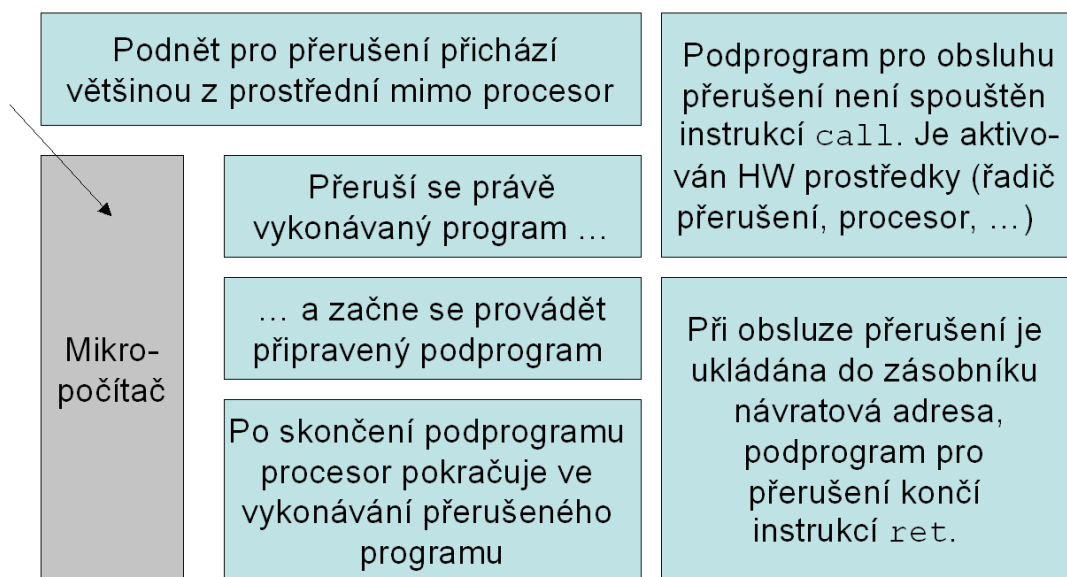 Podnět pro přerušení přichází
většinou z prostřední mimo procesor
Mikro-
počítač
Přeruší se právě
vykonávaný program …
… a začne se provádět
připravený podprogram
Po skončení podprogramu
procesor pokračuje ve
vykonávání přerušeného
programu
Podprogram pro obsluhu
přerušení není spouštěn
instrukcí call. Je aktivo-
ván HW prostředky (řadič
přerušení, procesor, …)
Při obsluze přerušení je
ukládána do zásobníku
návratová adresa,
podprogram pro
přerušení končí
instrukcí ret.